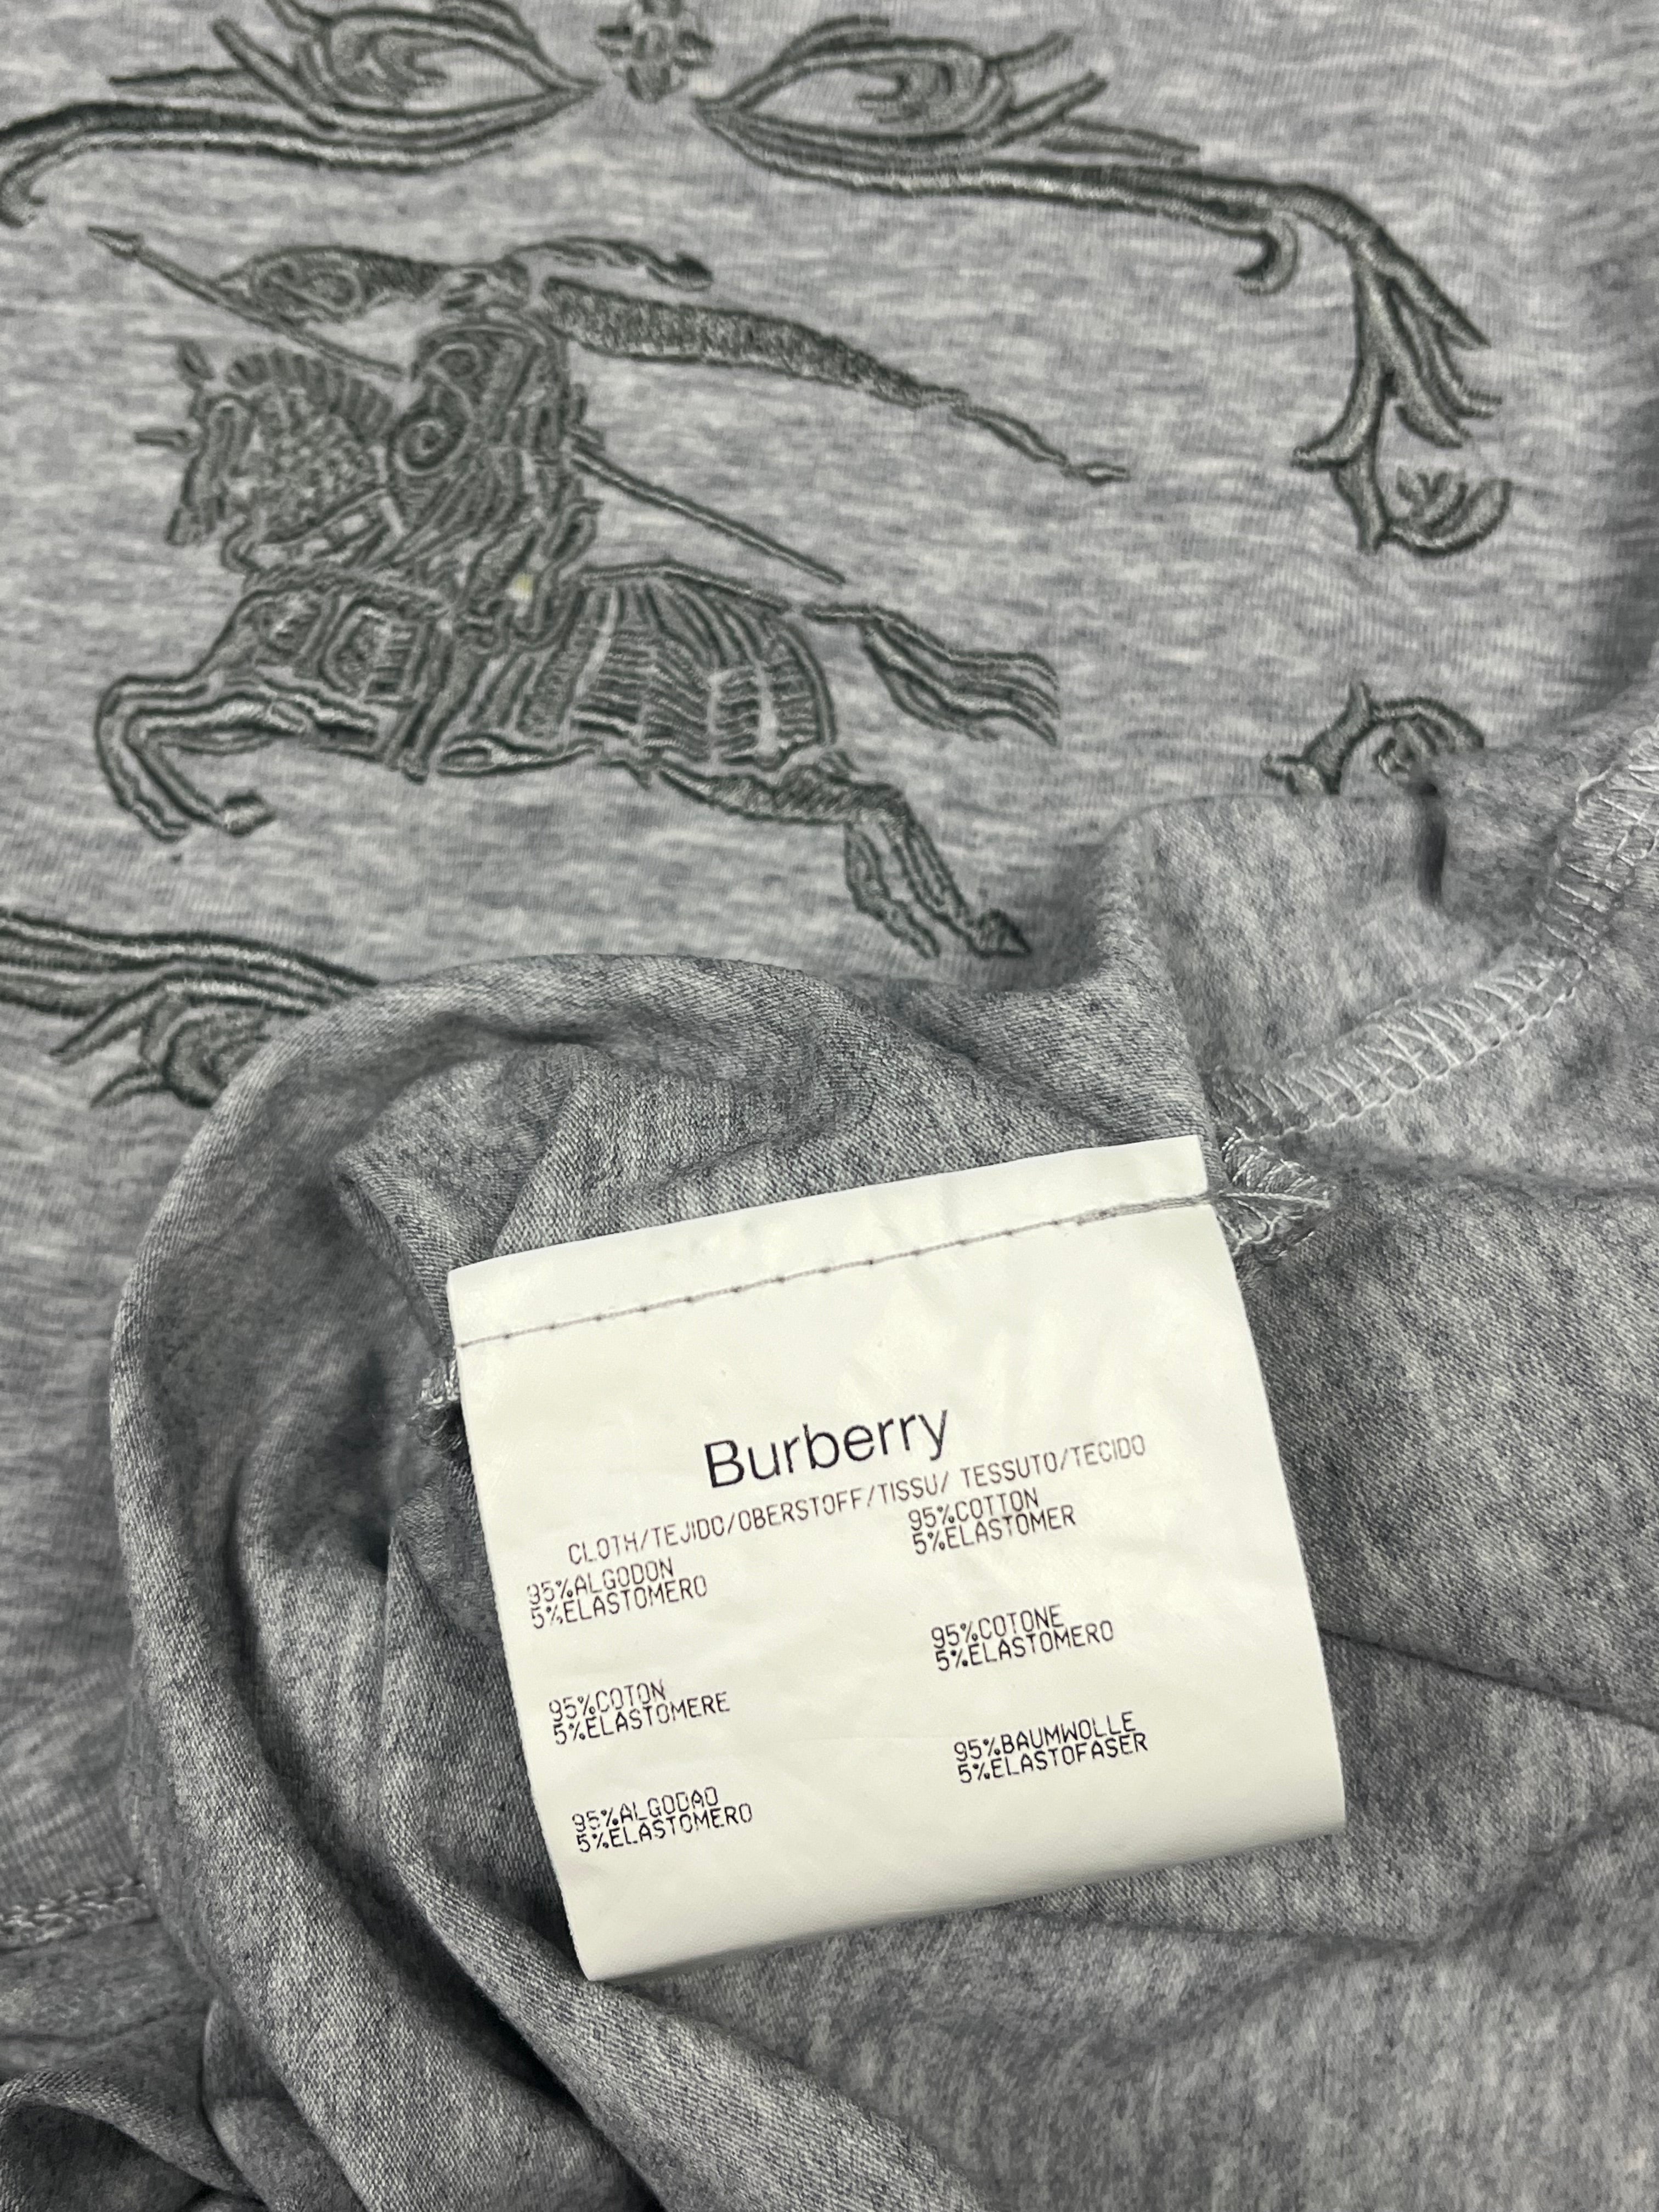 Burberry
CLOTH/TEJIDO/OBERSTOFF/TISSU/ TESSUTO/TECIDO
95%COTTON
5%ELASTOMER
95%ALGODON
5%ELASTOMERO
95%COTONE
5%ELASTOMERO
95%COTON
5%ELASTOMERE
95%BAUMWOLLE
5%ELASTOFASER
95%ALGODAO
5%ELASTOMERO